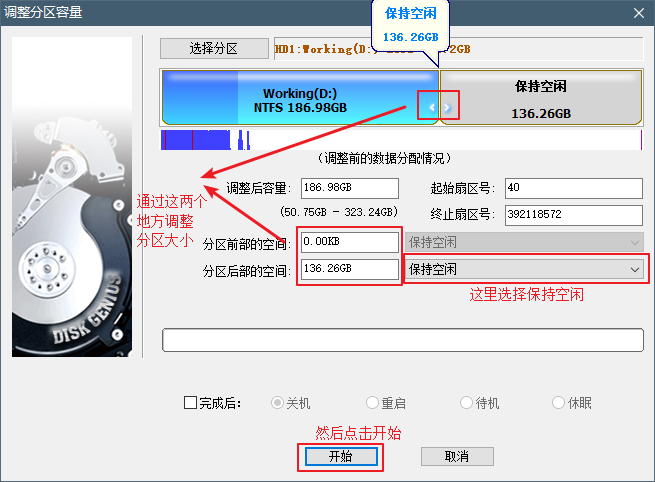 调整分区容量
保持空闲
136.26GB
选择分区
HD1:Working(D:)
2GB
Working(D:)
NTFS 186.98GB
保持空闲
136.26GB
(调整前的数据分配情况)
通过这两个
地方调整
分区大小
调整后容量: 186.98GB 起始扇区号: 40
(50.75GB - 323.24GB) 终止扇区号: 392118572
分区前部的空间: 0.00KB 保持空闲
分区后部的空间: 136.26GB 保持空闲
这里选择保持空闲
DISK GENIUS
完成后: 关机 重启 待机 休眠
然后点击开始
开始 取消